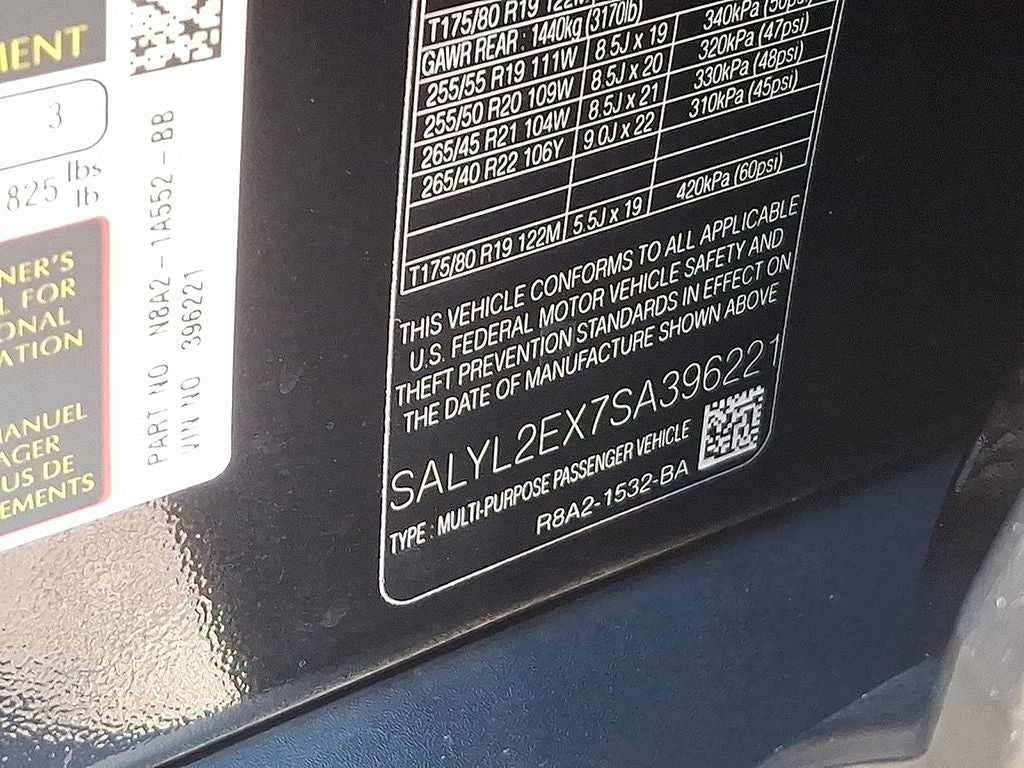 MENT
3
825 lbs
lb
NER'S
L FOR
ONAL
ATION
MANUEL
AGER
US DE
EMENTS
PART NO N8A2-1A552-BB
VIN NO 396221
T175/80 R19 122M
GAWR REAR : 1440kg (3170lb)
255/55 R19 111W 8.5J x 19 340kPa (50psi)
255/50 R20 109W 8.5J x 20 320kPa (47psi)
265/45 R21 104W 8.5J x 21 330kPa (48psi)
265/40 R22 106Y 9.0J x 22 310kPa (45psi)
T175/80 R19 122M 5.5J x 19 420kPa (60psi)
THIS VEHICLE CONFORMS TO ALL APPLICABLE
U.S. FEDERAL MOTOR VEHICLE SAFETY AND
THEFT PREVENTION STANDARDS IN EFFECT ON
THE DATE OF MANUFACTURE SHOWN ABOVE
SALYL2EX7SA396221
TYPE : MULTI-PURPOSE PASSENGER VEHICLE
R8A2-1532-BA